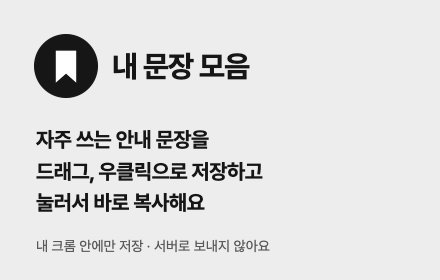 내 문장 모음
자주 쓰는 안내 문장을
드래그, 우클릭으로 저장하고
눌러서 바로 복사해요
내 크롬 안에만 저장 · 서버로 보내지 않아요